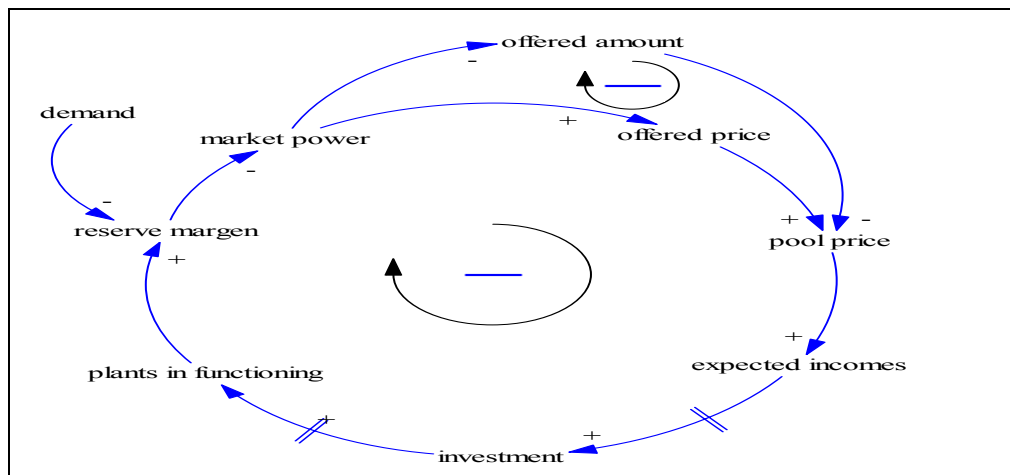 offered amount
-
demand
market power
+
offered price
-
-
reserve margen
+
-
pool price
+
+
plants in functioning
expected incomes
+
+
investment